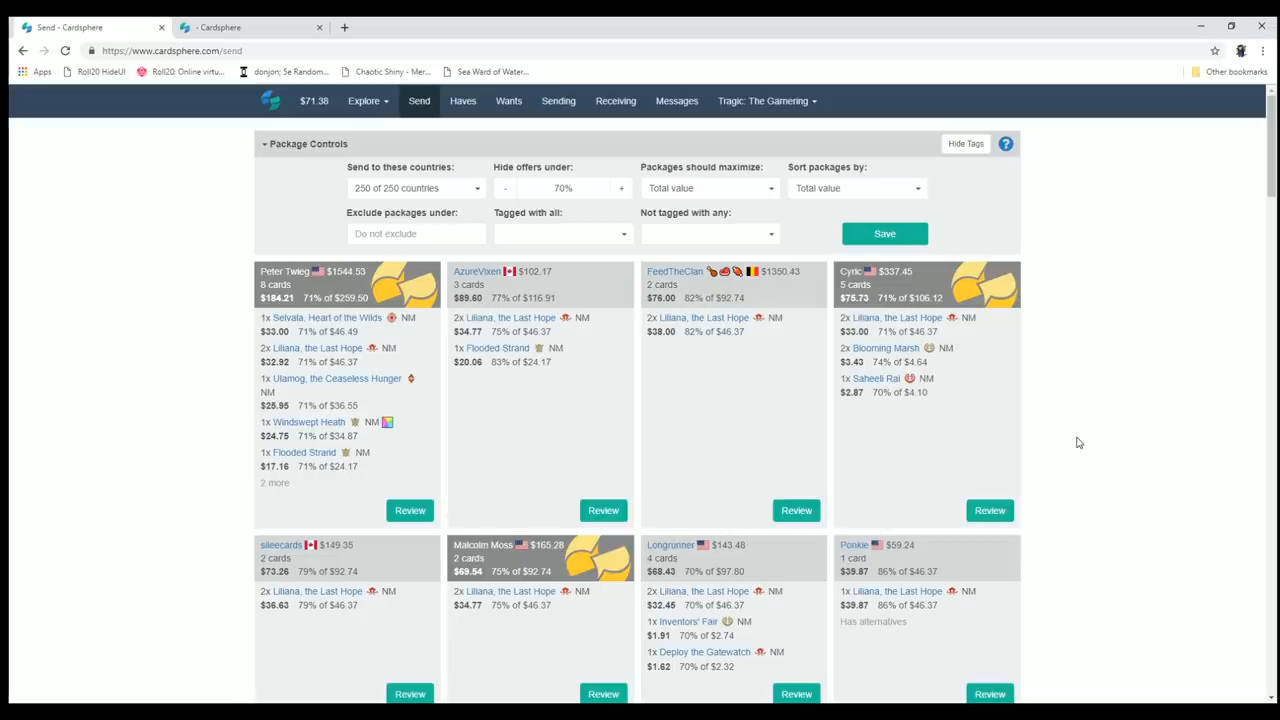 Send - Cardsphere
- Cardsphere
https://www.cardsphere.com/send
Apps
Roll20 HideUI
Roll20: Online virtu...
donjon; 5e Random...
Chaotic Shiny - Mer...
Sea Ward of Water...
Other bookmarks
$71.38
Explore
Send
Haves
Wants
Sending
Receiving
Messages
Tragic: The Gamering
Package Controls
Hide Tags
?
Send to these countries:
Hide offers under:
Packages should maximize:
Sort packages by:
250 of 250 countries
- 70% +
Total value
Total value
Exclude packages under:
Tagged with all:
Not tagged with any:
Do not exclude
Save
Peter Twieg $1544.53
8 cards
$184.21 71% of $259.50
1x Selvala, Heart of the Wilds NM
$33.00 71% of $46.49
2x Liliana, the Last Hope NM
$32.92 71% of $46.37
1x Ulamog, the Ceaseless Hunger
NM
$25.95 71% of $36.55
1x Windswept Heath NM
$24.75 71% of $34.87
1x Flooded Strand NM
$17.16 71% of $24.17
2 more
Review
AzureVixen $102.17
3 cards
$89.60 77% of $116.91
2x Liliana, the Last Hope NM
$34.77 75% of $46.37
1x Flooded Strand NM
$20.06 83% of $24.17
Review
FeedTheClan $1350.43
2 cards
$76.00 82% of $92.74
2x Liliana, the Last Hope NM
$38.00 82% of $46.37
Review
Cyric $337.45
5 cards
$75.73 71% of $106.12
2x Liliana, the Last Hope NM
$33.00 71% of $46.37
2x Blooming Marsh NM
$3.43 74% of $4.64
1x Saheeli Rai NM
$2.87 70% of $4.10
Review
sileecards $149.35
2 cards
$73.26 79% of $92.74
2x Liliana, the Last Hope NM
$36.63 79% of $46.37
Review
Malcolm Moss $165.28
2 cards
$69.54 75% of $92.74
2x Liliana, the Last Hope NM
$34.77 75% of $46.37
Review
Longrunner $143.48
4 cards
$68.43 70% of $97.80
2x Liliana, the Last Hope NM
$32.45 70% of $46.37
1x Inventors' Fair NM
$1.91 70% of $2.74
1x Deploy the Gatewatch NM
$1.62 70% of $2.32
Review
Ponkie $59.24
1 card
$39.87 86% of $46.37
1x Liliana, the Last Hope NM
$39.87 86% of $46.37
Has alternatives
Review